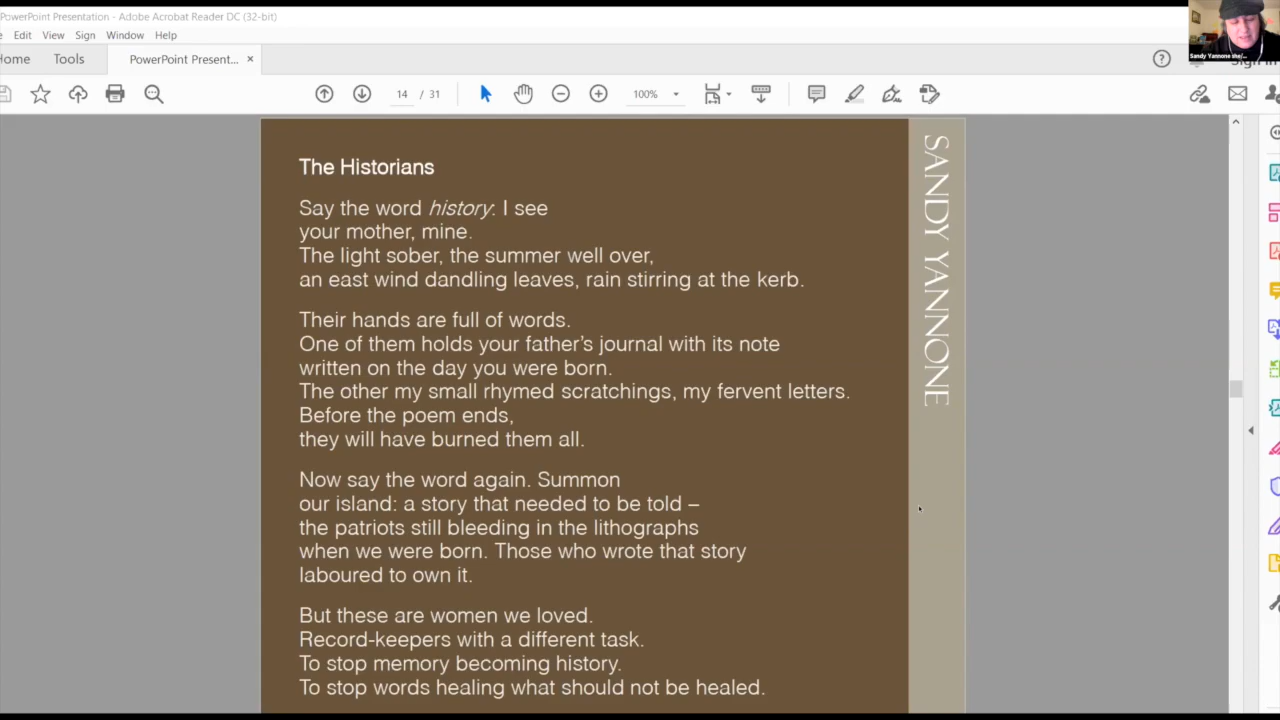 PowerPoint Presentation - Adobe Acrobat Reader DC (32-bit)
Edit View Sign Window Help
Tools PowerPoint Present... ×
14 / 31 100%
The Historians
Say the word history: I see
your mother, mine.
The light sober, the summer well over,
an east wind dandling leaves, rain stirring at the kerb.
Their hands are full of words.
One of them holds your father's journal with its note
written on the day you were born.
The other my small rhymed scratchings, my fervent letters.
Before the poem ends,
they will have burned them all.
Now say the word again. Summon
our island: a story that needed to be told –
the patriots still bleeding in the lithographs
when we were born. Those who wrote that story
laboured to own it.
But these are women we loved.
Record-keepers with a different task.
To stop memory becoming history.
To stop words healing what should not be healed.
SANDY YANNONE
Sandy Yannone